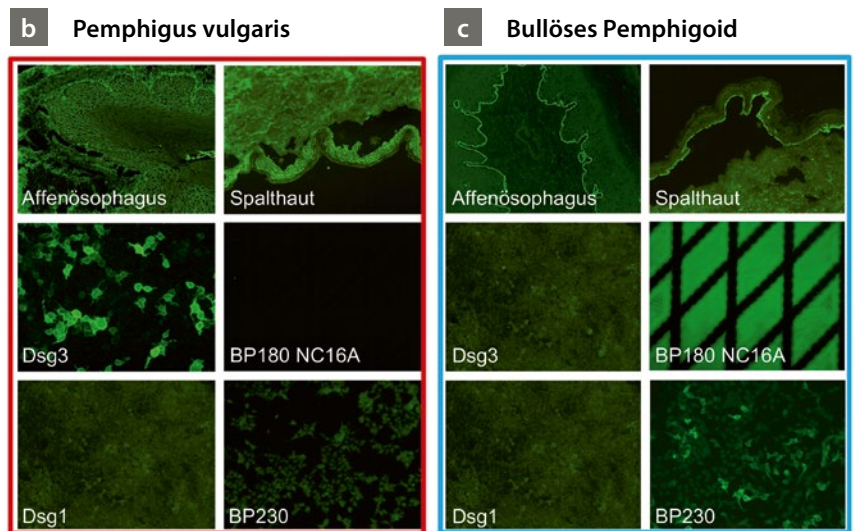 b Pemphigus vulgaris
Affenösophagus Spalthaut
Dsg3 BP180 NC16A
Dsg1 BP230
c Bullöses Pemphigoid
Affenösophagus Spalthaut
Dsg3 BP180 NC16A
Dsg1 BP230